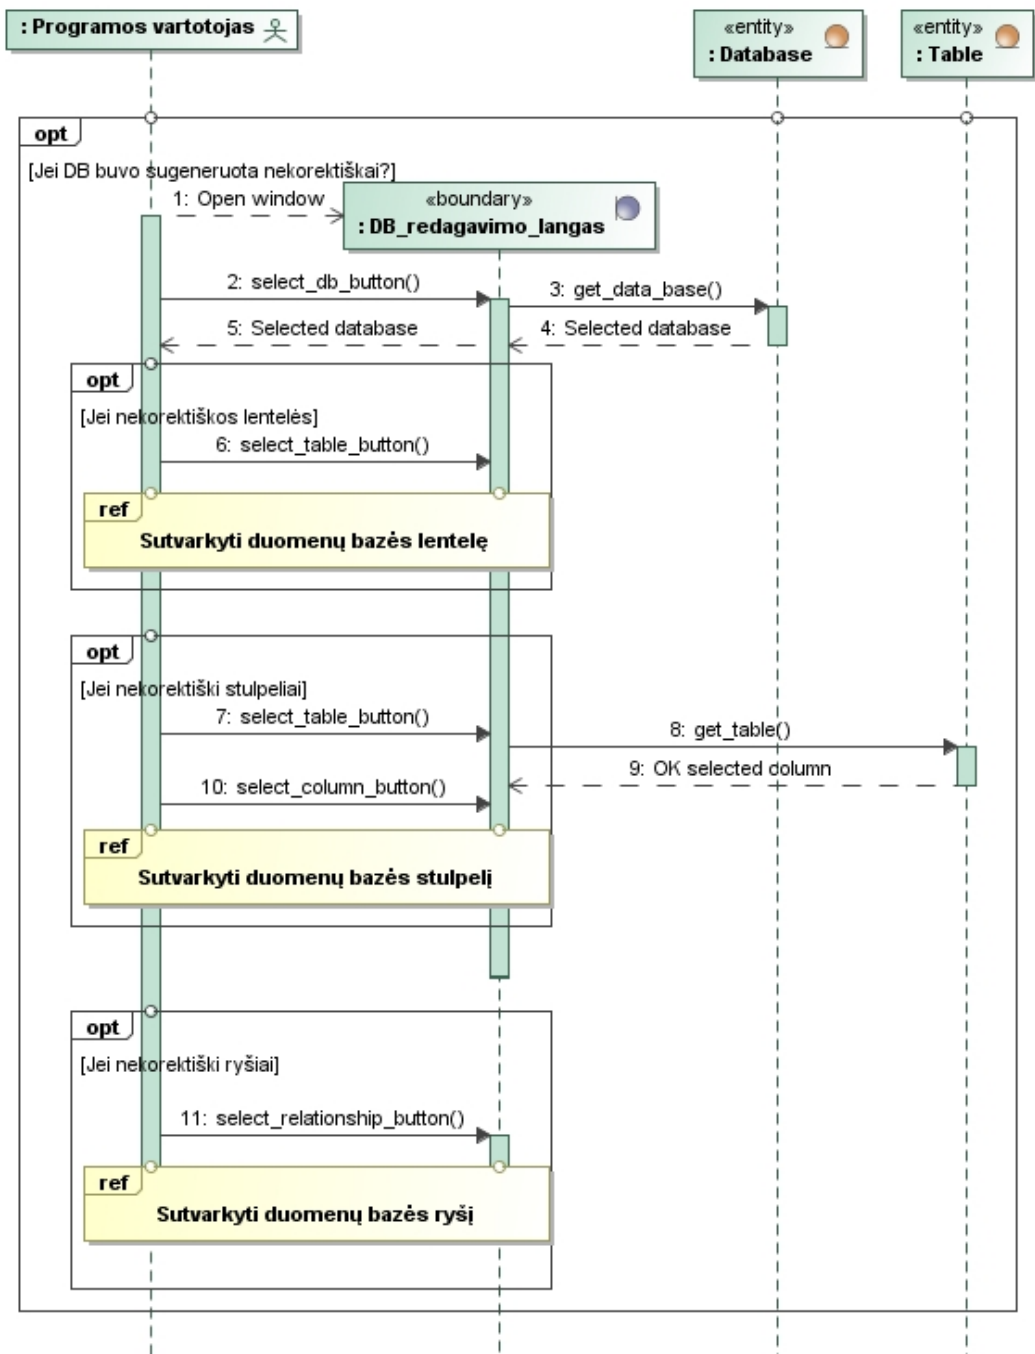 : Programos vartotojas
«entity»
: Database
«entity»
: Table
opt
[Jei DB buvo sugeneruota nekorektiškai?]
1: Open window
«boundary»
: DB_redagavimo_langas
2: select_db_button()
3: get_data_base()
5: Selected database
4: Selected database
opt
[Jei nekorektiškos lentelės]
6: select_table_button()
ref
Sutvarkyti duomenų bazės lentelę
opt
[Jei nekorektiški stulpeliai]
7: select_table_button()
8: get_table()
9: OK selected column
10: select_column_button()
ref
Sutvarkyti duomenų bazės stulpelį
opt
[Jei nekorektiški ryšiai]
11: select_relationship_button()
ref
Sutvarkyti duomenų bazės ryšį